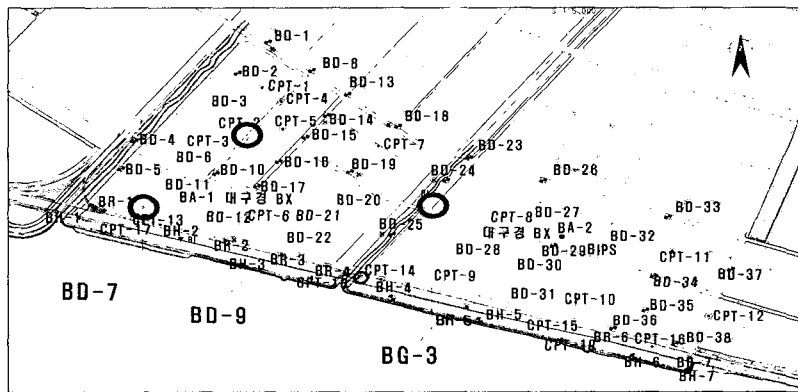 BD-1
BD-2
BD-8
BD-13
CPT-1
BD-3
CPT-4
CPT-2
CPT-5
BD-14
BD-18
BD-4
CPT-3
BD-15
CPT-7
BD-23
BD-6
BD-5
BD-10
BD-16
BD-19
BD-24
BD-26
BD-11
BD-17
BA-1 대구경 BX
BD-20
BD-12
CPT-6
BD-21
BD-25
CPT-8
BD-27
BD-33
CPT-17
BH-2
BR-2
BD-22
대구경 BX
BA-2
BD-32
BD-28
BD-29
BIPS
CPT-11
BH-3
BR-3
BR-4
CPT-14
CPT-9
BD-30
BD-34
BD-37
BH-4
BD-31
CPT-10
BD-35
CPT-12
BH-5
CPT-15
BD-36
BR-6
CPT-16
BD-38
BH-6
BH-7
BD-7
BD-9
BG-3